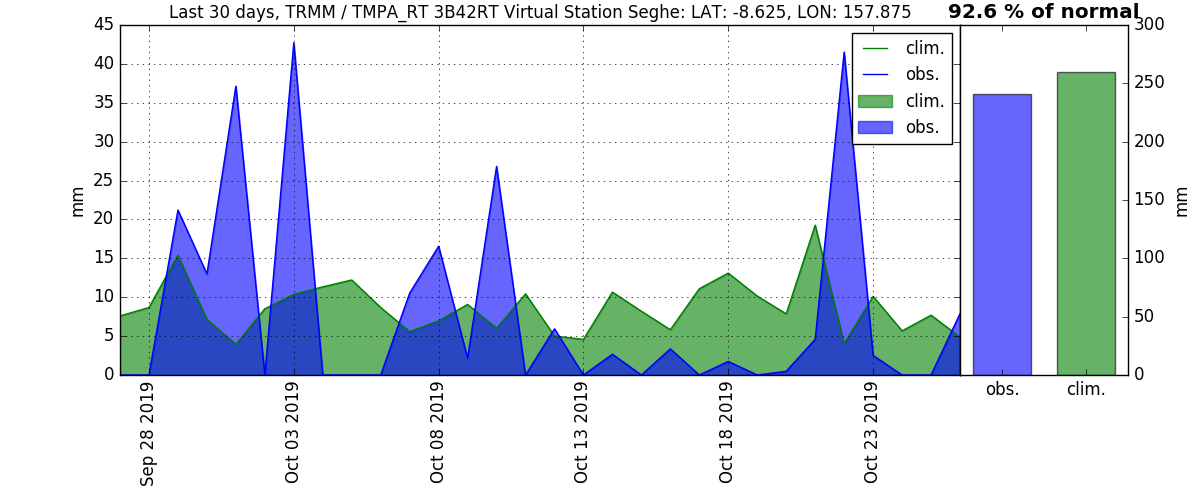 Last 30 days, TRMM / TMPA_RT 3B42RT Virtual Station Seghe: LAT: -8.625, LON: 157.875
92.6 % of normal
45
40
35
30
25
20
15
10
5
0
mm
clim.
obs.
clim.
obs.
Sep 28 2019
Oct 03 2019
Oct 08 2019
Oct 13 2019
Oct 18 2019
Oct 23 2019
300
250
200
150
100
50
0
mm
obs.
clim.